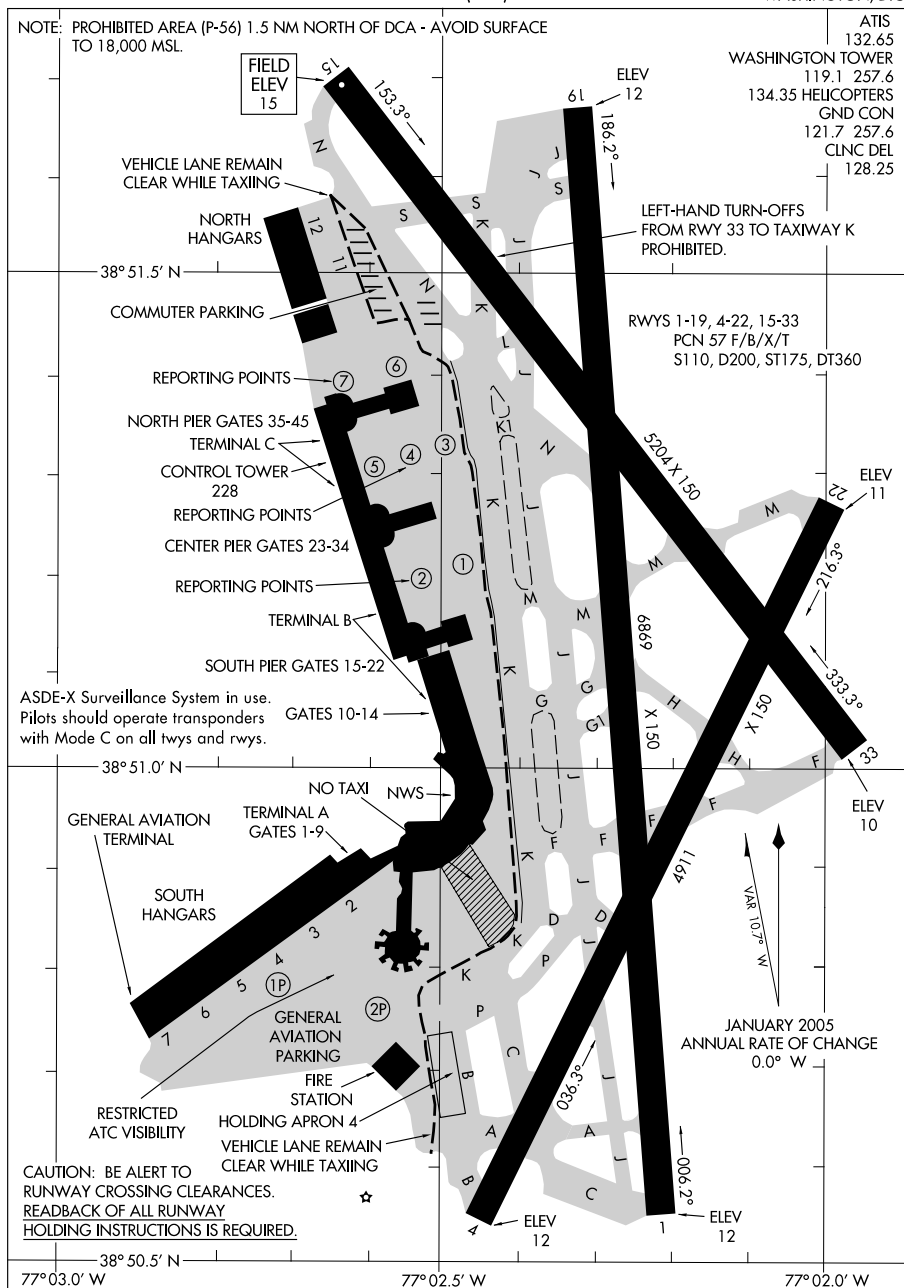 NOTE: PROHIBITED AREA (P-56) 1.5 NM NORTH OF DCA - AVOID SURFACE
TO 18,000 MSL.
ATIS
132.65
WASHINGTON TOWER
119.1 257.6
134.35 HELICOPTERS
GND CON
121.7 257.6
CLNC DEL
128.25
FIELD
ELEV
15
15
153.3°
ELEV
12
19
186.2°
N
J
J
S
VEHICLE LANE REMAIN
CLEAR WHILE TAXIING
NORTH
HANGARS
12
11
S
S
K
J
LEFT-HAND TURN-OFFS
FROM RWY 33 TO TAXIWAY K
PROHIBITED.
38°51.5' N
N
COMMUTER PARKING
K
L
J
RWYS 1-19, 4-22, 15-33
PCN 57 F/B/X/T
S110, D200, ST175, DT360
REPORTING POINTS
7
6
NORTH PIER GATES 35-45
K1
N
TERMINAL C
3
4
5
CONTROL TOWER
228
5204 X 150
REPORTING POINTS
K
J
M
22
ELEV
11
CENTER PIER GATES 23-34
1
2
REPORTING POINTS
M
M
M
216.3°
TERMINAL B
6869
X 150
SOUTH PIER GATES 15-22
K
J
G
G
G1
H
333.3°
ASDE-X Surveillance System in use.
Pilots should operate transponders
with Mode C on all twys and rwys.
GATES 10-14
X 150
H
F
33
38°51.0' N
J
NO TAXI
NWS
ELEV
10
GENERAL AVIATION
TERMINAL
TERMINAL A
GATES 1-9
F
F
F
F
K
4911
J
VAR 10.7° W
SOUTH
HANGARS
2
3
4
5
6
7
D
D
J
K
P
K
P
1P
2P
GENERAL
AVIATION
PARKING
C
036.3°
J
JANUARY 2005
ANNUAL RATE OF CHANGE
0.0° W
FIRE
STATION
RESTRICTED
ATC VISIBILITY
HOLDING APRON 4
B
A
A
J
VEHICLE LANE REMAIN
CLEAR WHILE TAXIING
B
C
006.2°
CAUTION: BE ALERT TO
RUNWAY CROSSING CLEARANCES.
READBACK OF ALL RUNWAY
HOLDING INSTRUCTIONS IS REQUIRED.
4
ELEV
12
1
ELEV
12
38°50.5' N
77°03.0' W
77°02.5' W
77°02.0' W